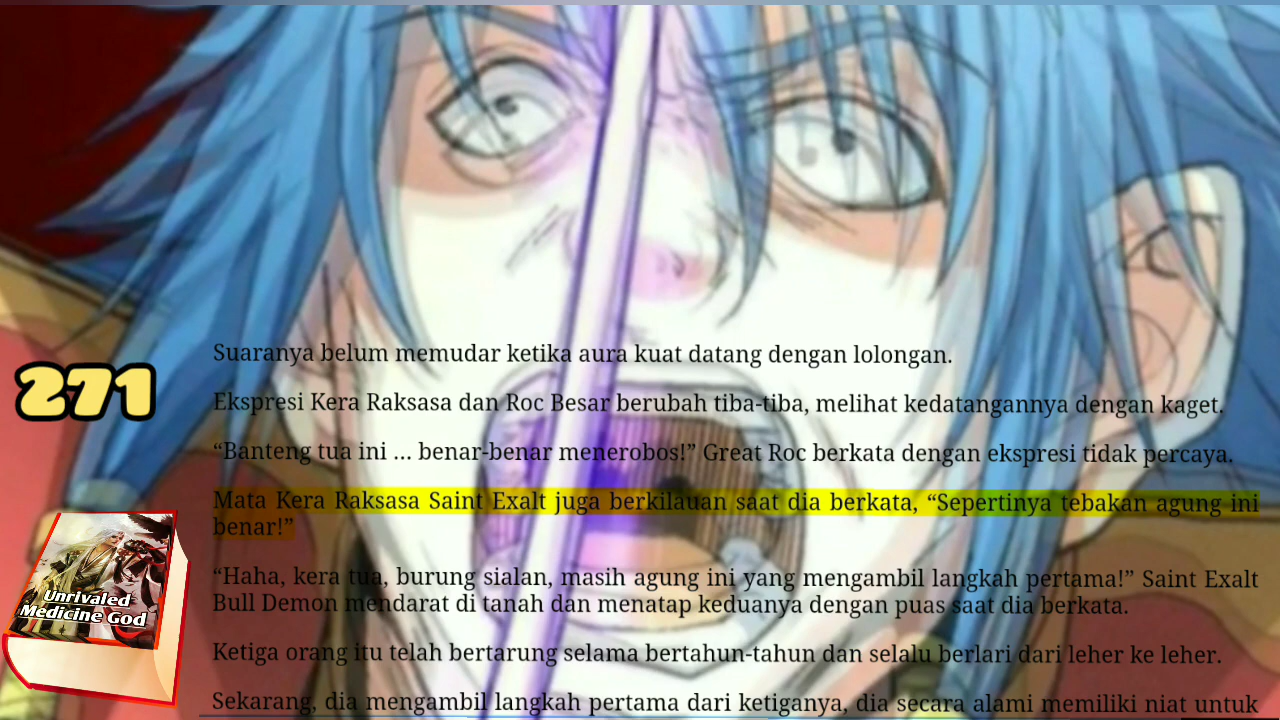 Suaranya belum memudar ketika aura kuat datang dengan lolongan.
Ekspresi Kera Raksasa dan Roc Besar berubah tiba-tiba, melihat kedatangannya dengan kaget.
“Banteng tua ini ... benar-benar menerobos!” Great Roc berkata dengan ekspresi tidak percaya.
271
Mata Kera Raksasa Saint Exalt juga berkilauan saat dia berkata, “Sepertinya tebakan agung ini
benar!”
“Haha, kera tua, burung sialan, masih agung ini yang mengambil langkah pertama!” Saint Exalt
Bull Demon mendarat di tanah dan menatap keduanya dengan puas saat dia berkata.
Unrivaled
Medicine God
Ketiga orang itu telah bertarung selama bertahun-tahun dan selalu berlari dari leher ke leher.
Sekarang, dia mengambil langkah pertama dari ketiganya, dia secara alami memiliki niat untuk